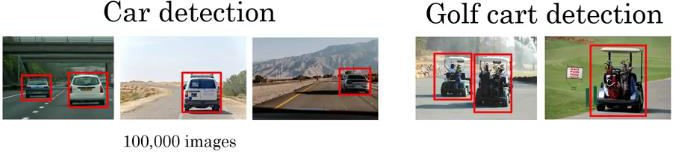 Car detection
Golf cart detection
100,000 images